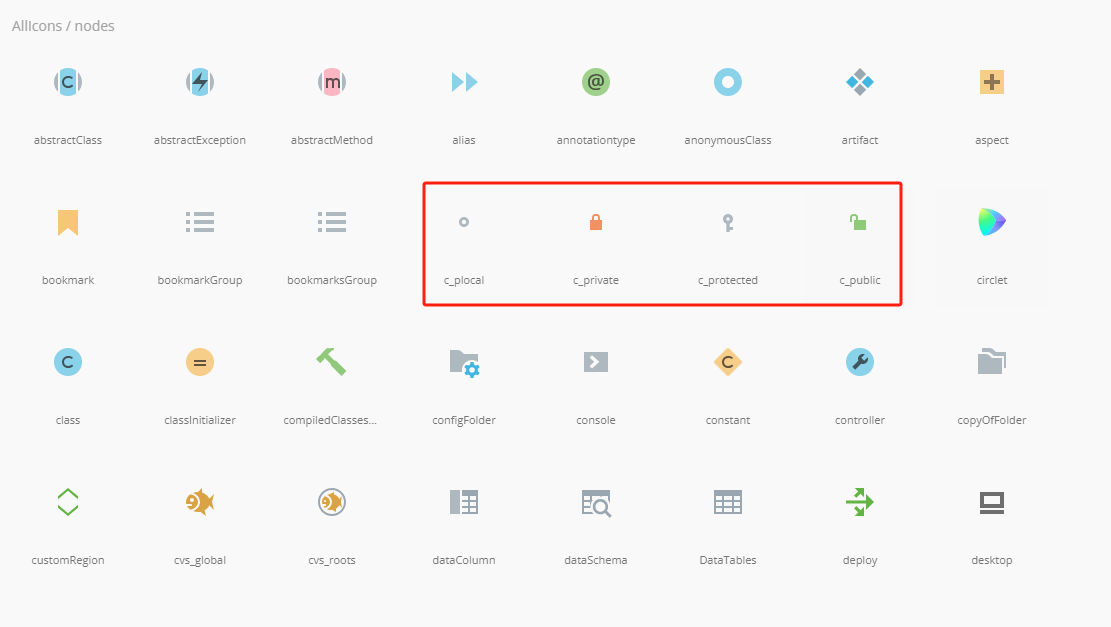 AllIcons / nodes
abstractClass abstractException abstractMethod alias annotationtype anonymousClass artifact aspect
bookmark bookmarkGroup bookmarksGroup c_plocal c_private c_protected c_public circlet
class classInitializer compiledClasses... configFolder console constant controller copyOfFolder
customRegion cvs_global cvs_roots dataColumn dataSchema DataTables deploy desktop